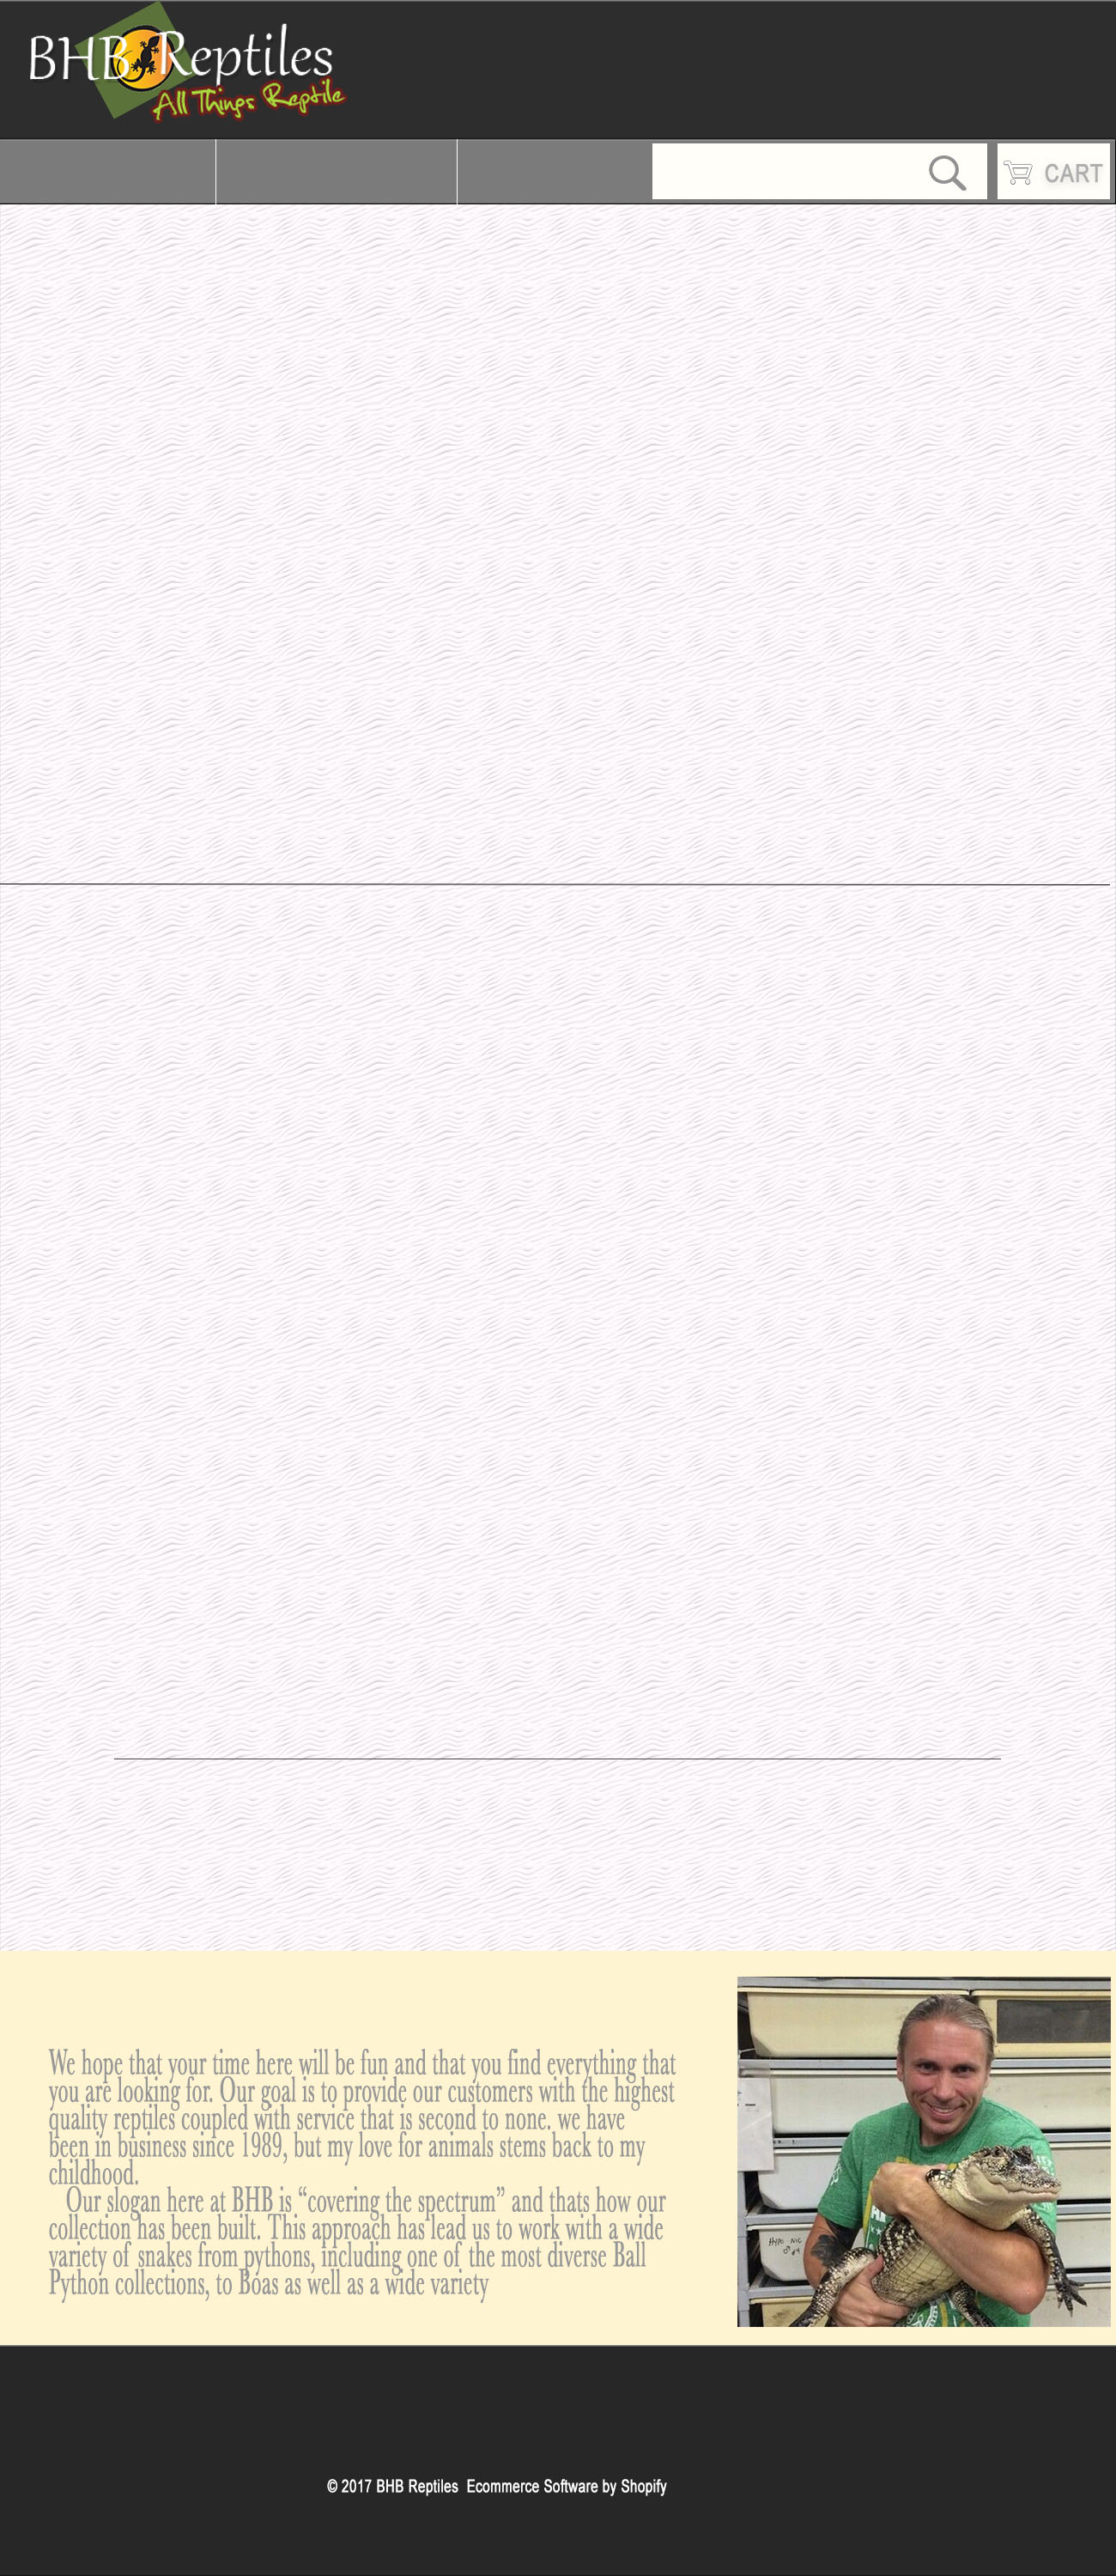 BHB Reptiles
All Things Reptile
CART
We hope that your time here will be fun and that you find everything that
you are looking for. Our goal is to provide our customers with the highest
quality reptiles coupled with service that is second to none. we have
been in business since 1989, but my love for animals stems back to my
childhood.
Our slogan here at BHB is “covering the spectrum” and thats how our
collection has been built. This approach has lead us to work with a wide
variety of snakes from pythons, including one of the most diverse Ball
Python collections, to Boas as well as a wide variety
© 2017 BHB Reptiles Ecommerce Software by Shopify